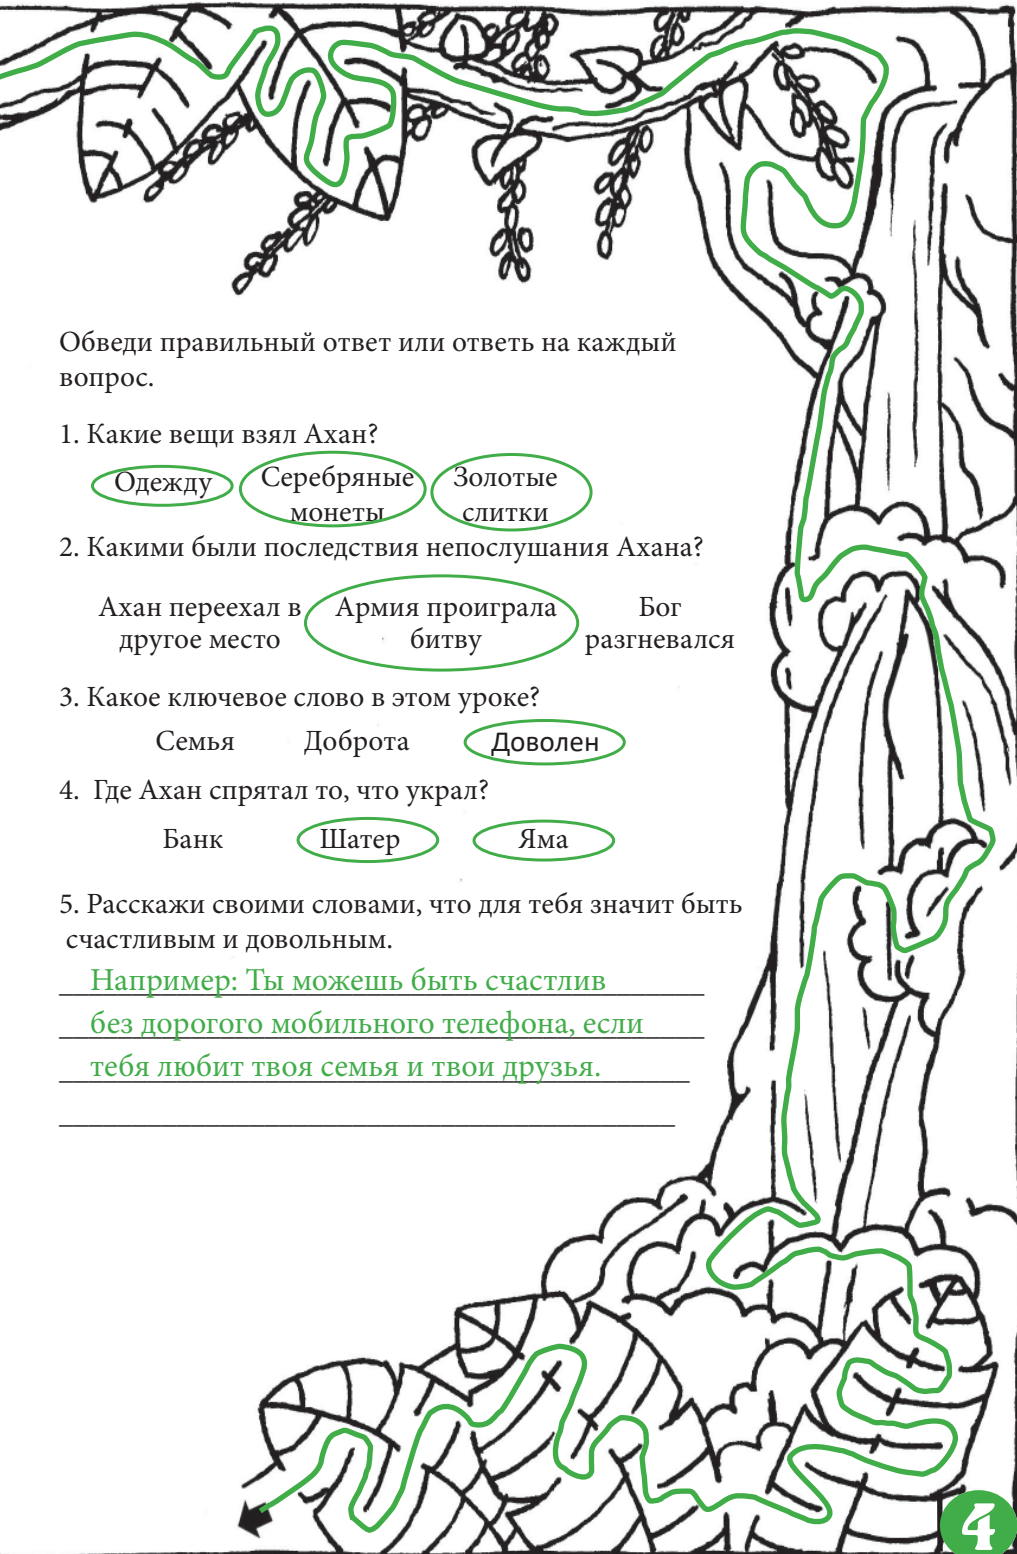 Обведи правильный ответ или ответь на каждый
вопрос.
1. Какие вещи взял Ахан?
Одежду Серебряные монеты Золотые слитки
2. Какими были последствия непослушания Ахана?
Ахан переехал в другое место Армия проиграла битву Бог разгневался
3. Какое ключевое слово в этом уроке?
Семья Доброта Доволен
4. Где Ахан спрятал то, что украл?
Банк Шатер Яма
5. Расскажи своими словами, что для тебя значит быть
счастливым и довольным.
Например: Ты можешь быть счастлив
без дорогого мобильного телефона, если
тебя любит твоя семья и твои друзья.
4